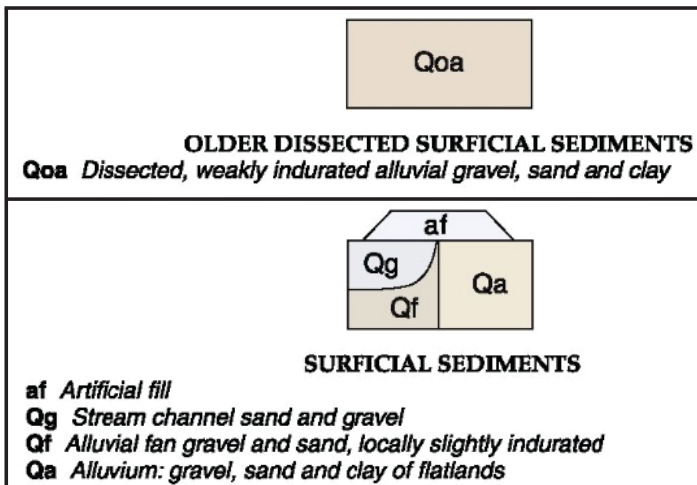 Qoa
OLDER DISSECTED SURFICIAL SEDIMENTS
Qoa Dissected, weakly indurated alluvial gravel, sand and clay
af
Qg
Qf
Qa
SURFICIAL SEDIMENTS
af Artificial fill
Qg Stream channel sand and gravel
Qf Alluvial fan gravel and sand, locally slightly indurated
Qa Alluvium: gravel, sand and clay of flatlands